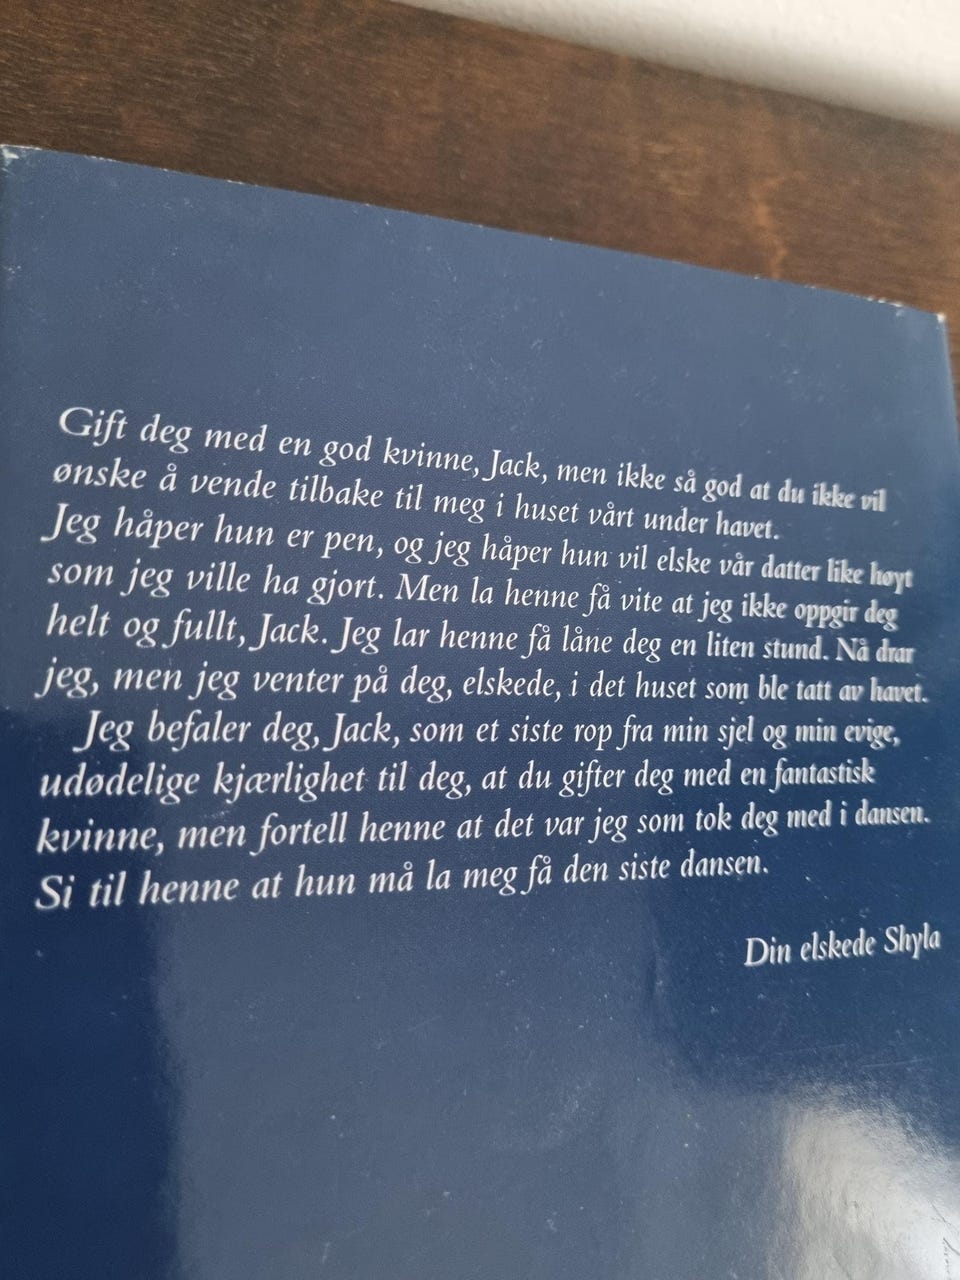 Gift deg med en god kvinne, Jack, men ikke så god at du ikke vil
ønske å vende tilbake til meg i huset vårt under havet.
Jeg håper hun er pen, og jeg håper hun vil elske vår datter like høyt
som jeg ville ha gjort. Men la henne få vite at jeg ikke oppgir deg
helt og fullt, Jack. Jeg lar henne få låne deg en liten stund. Nå drar
jeg, men jeg venter på deg, elskede, i det huset som ble tatt av havet.
Jeg befaler deg, Jack, som et siste rop fra min sjel og min evige,
udødelige kjærlighet til deg, at du gifter deg med en fantastisk
kvinne, men fortell henne at det var jeg som tok deg med i dansen.
Si til henne at hun må la meg få den siste dansen.
Din elskede Shyla